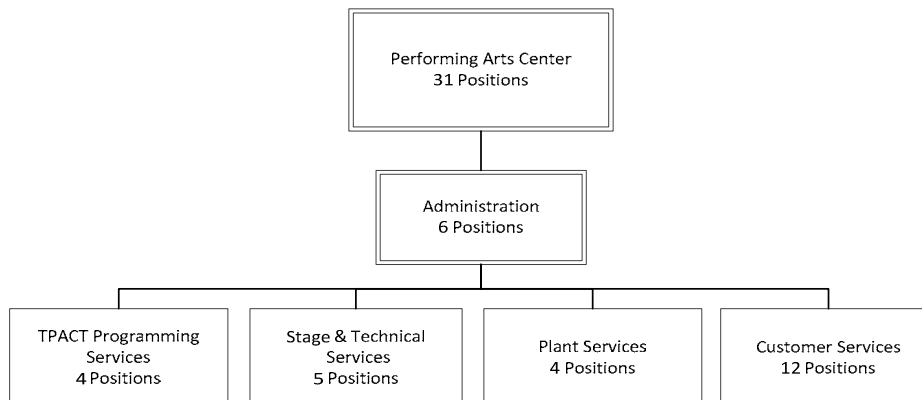 Performing Arts Center
31 Positions
Administration
6 Positions
TPACT Programming
Services
4 Positions
Stage & Technical
Services
5 Positions
Plant Services
4 Positions
Customer Services
12 Positions